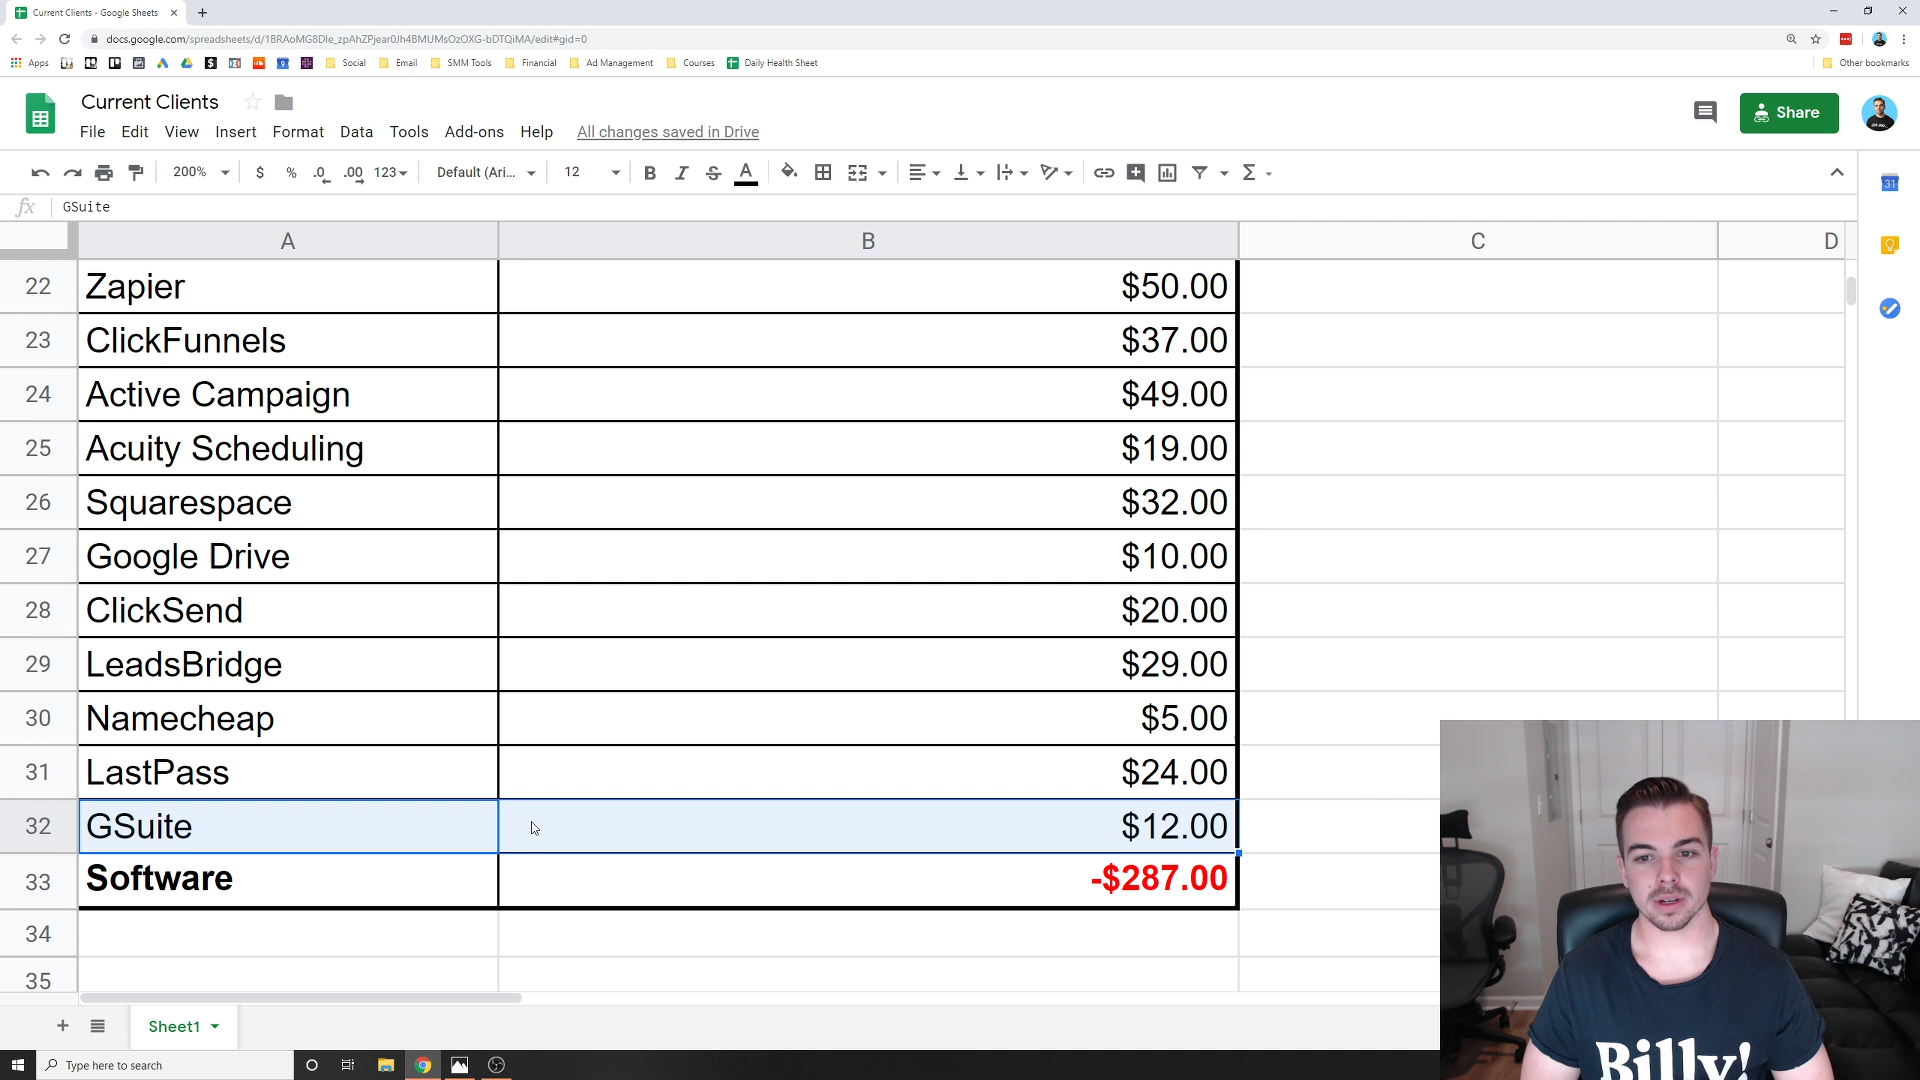 Current Clients - Google Sheets
docs.google.com/spreadsheets/d/1BRAoMG8Dle_zpAhZPjear0Jh4BMUMsOzOXG-bDTQiMA/edit#gid=0
Apps Social Email SMM Tools Financial Ad Management Courses Daily Health Sheet Other bookmarks
Current Clients
Share
File Edit View Insert Format Data Tools Add-ons Help All changes saved in Drive
200% $ % .0 .00 123 Default (Ari... 12 B I S A Σ
31
fx GSuite
A B C D
22 Zapier $50.00
23 ClickFunnels $37.00
24 Active Campaign $49.00
25 Acuity Scheduling $19.00
26 Squarespace $32.00
27 Google Drive $10.00
28 ClickSend $20.00
29 LeadsBridge $29.00
30 Namecheap $5.00
31 LastPass $24.00
32 GSuite $12.00
33 Software -$287.00
34
35
Sheet1
Billy!
Type here to search